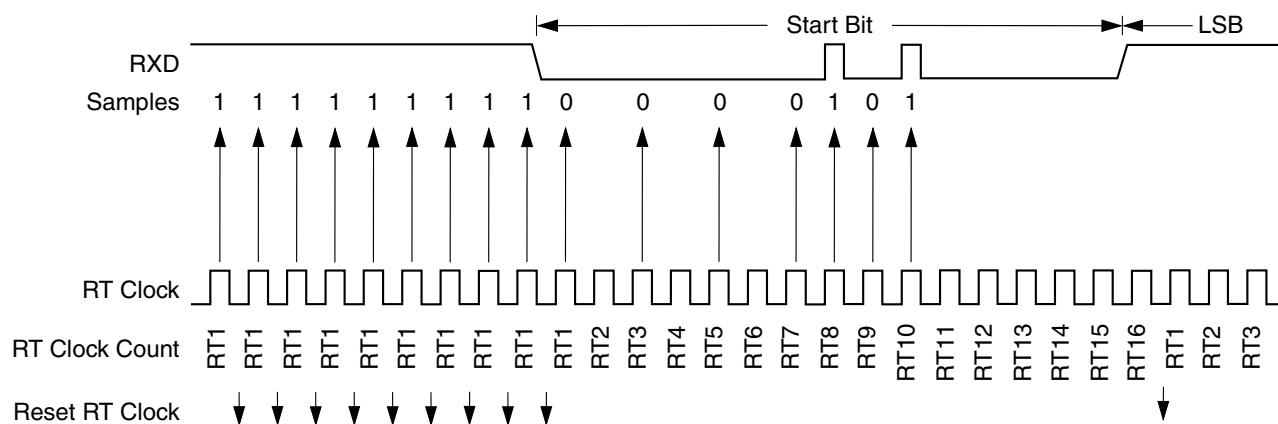 Start Bit LSB
RXD
Samples 1 1 1 1 1 1 1 1 1 0 0 0 0 1 0 1
RT Clock
RT Clock Count RT1 RT1 RT1 RT1 RT1 RT1 RT1 RT1 RT1 RT1 RT2 RT3 RT4 RT5 RT6 RT7 RT8 RT9 RT10 RT11 RT12 RT13 RT14 RT15 RT16 RT1 RT2 RT3
Reset RT Clock